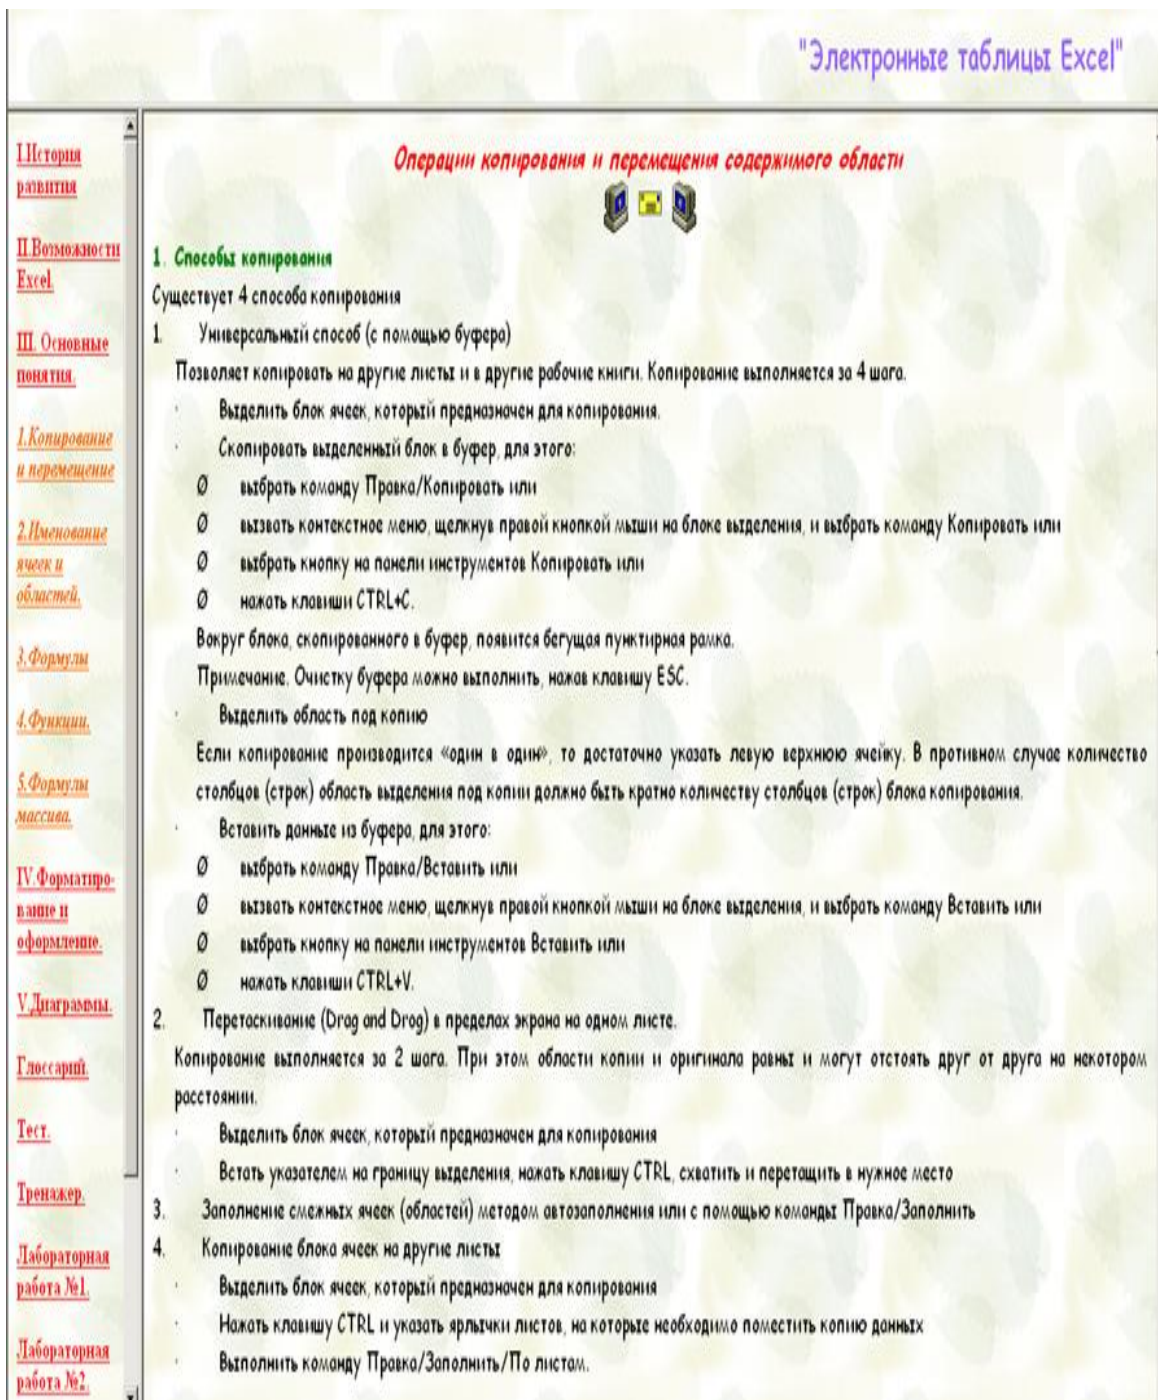 "Электронные таблицы Excel"
I.История
развития
II.Возможности
Excel.
III. Основные
понятия.
1.Копирование
и перемещение
2.Именование
ячеек и
областей.
3.Формулы
4.Функции.
5.Формулы
массива.
IV.Форматиро-
вание и
оформление.
V.Диаграммы.
Глоссарий.
Тест.
Тренажер.
Лабораторная
работа №1.
Лабораторная
работа №2.
Операции копирования и перемещения содержимого области
1. Способы копирования
Существует 4 способа копирования
1. Универсальный способ (с помощью буфера)
Позволяет копировать на другие листы и в другие рабочие книги. Копирование выполняется за 4 шага.
· Выделить блок ячеек, который предназначен для копирования.
· Скопировать выделенный блок в буфер, для этого:
Ø выбрать команду Правка/Копировать или
Ø вызвать контекстное меню, щелкнув правой кнопкой мыши на блоке выделения, и выбрать команду Копировать или
Ø выбрать кнопку на панели инструментов Копировать или
Ø нажать клавиши CTRL+C.
Вокруг блока, скопированного в буфер, появится бегущая пунктирная рамка.
Примечание. Очистку буфера можно выполнить, нажав клавишу ESC.
· Выделить область под копию
Если копирование производится «один в один», то достаточно указать левую верхнюю ячейку. В противном случае количество
столбцов (строк) область выделения под копии должно быть кратно количеству столбцов (строк) блока копирования.
· Вставить данные из буфера, для этого:
Ø выбрать команду Правка/Вставить или
Ø вызвать контекстное меню, щелкнув правой кнопкой мыши на блоке выделения, и выбрать команду Вставить или
Ø выбрать кнопку на панели инструментов Вставить или
Ø нажать клавиши CTRL+V.
2. Перетаскивание (Drag and Drog) в пределах экрана на одном листе.
Копирование выполняется за 2 шага. При этом области копии и оригинала равны и могут отстоять друг от друга на некотором
расстоянии.
· Выделить блок ячеек, который предназначен для копирования
· Встать указателем на границу выделения, нажать клавишу CTRL, схватить и перетащить в нужное место
3. Заполнение смежных ячеек (областей) методом автозаполнения или с помощью команды Правка/Заполнить
4. Копирование блока ячеек на другие листы
· Выделить блок ячеек, который предназначен для копирования
· Нажать клавишу CTRL и указать ярлычки листов, на которые необходимо поместить копию данных
· Выполнить команду Правка/Заполнить/По листам.